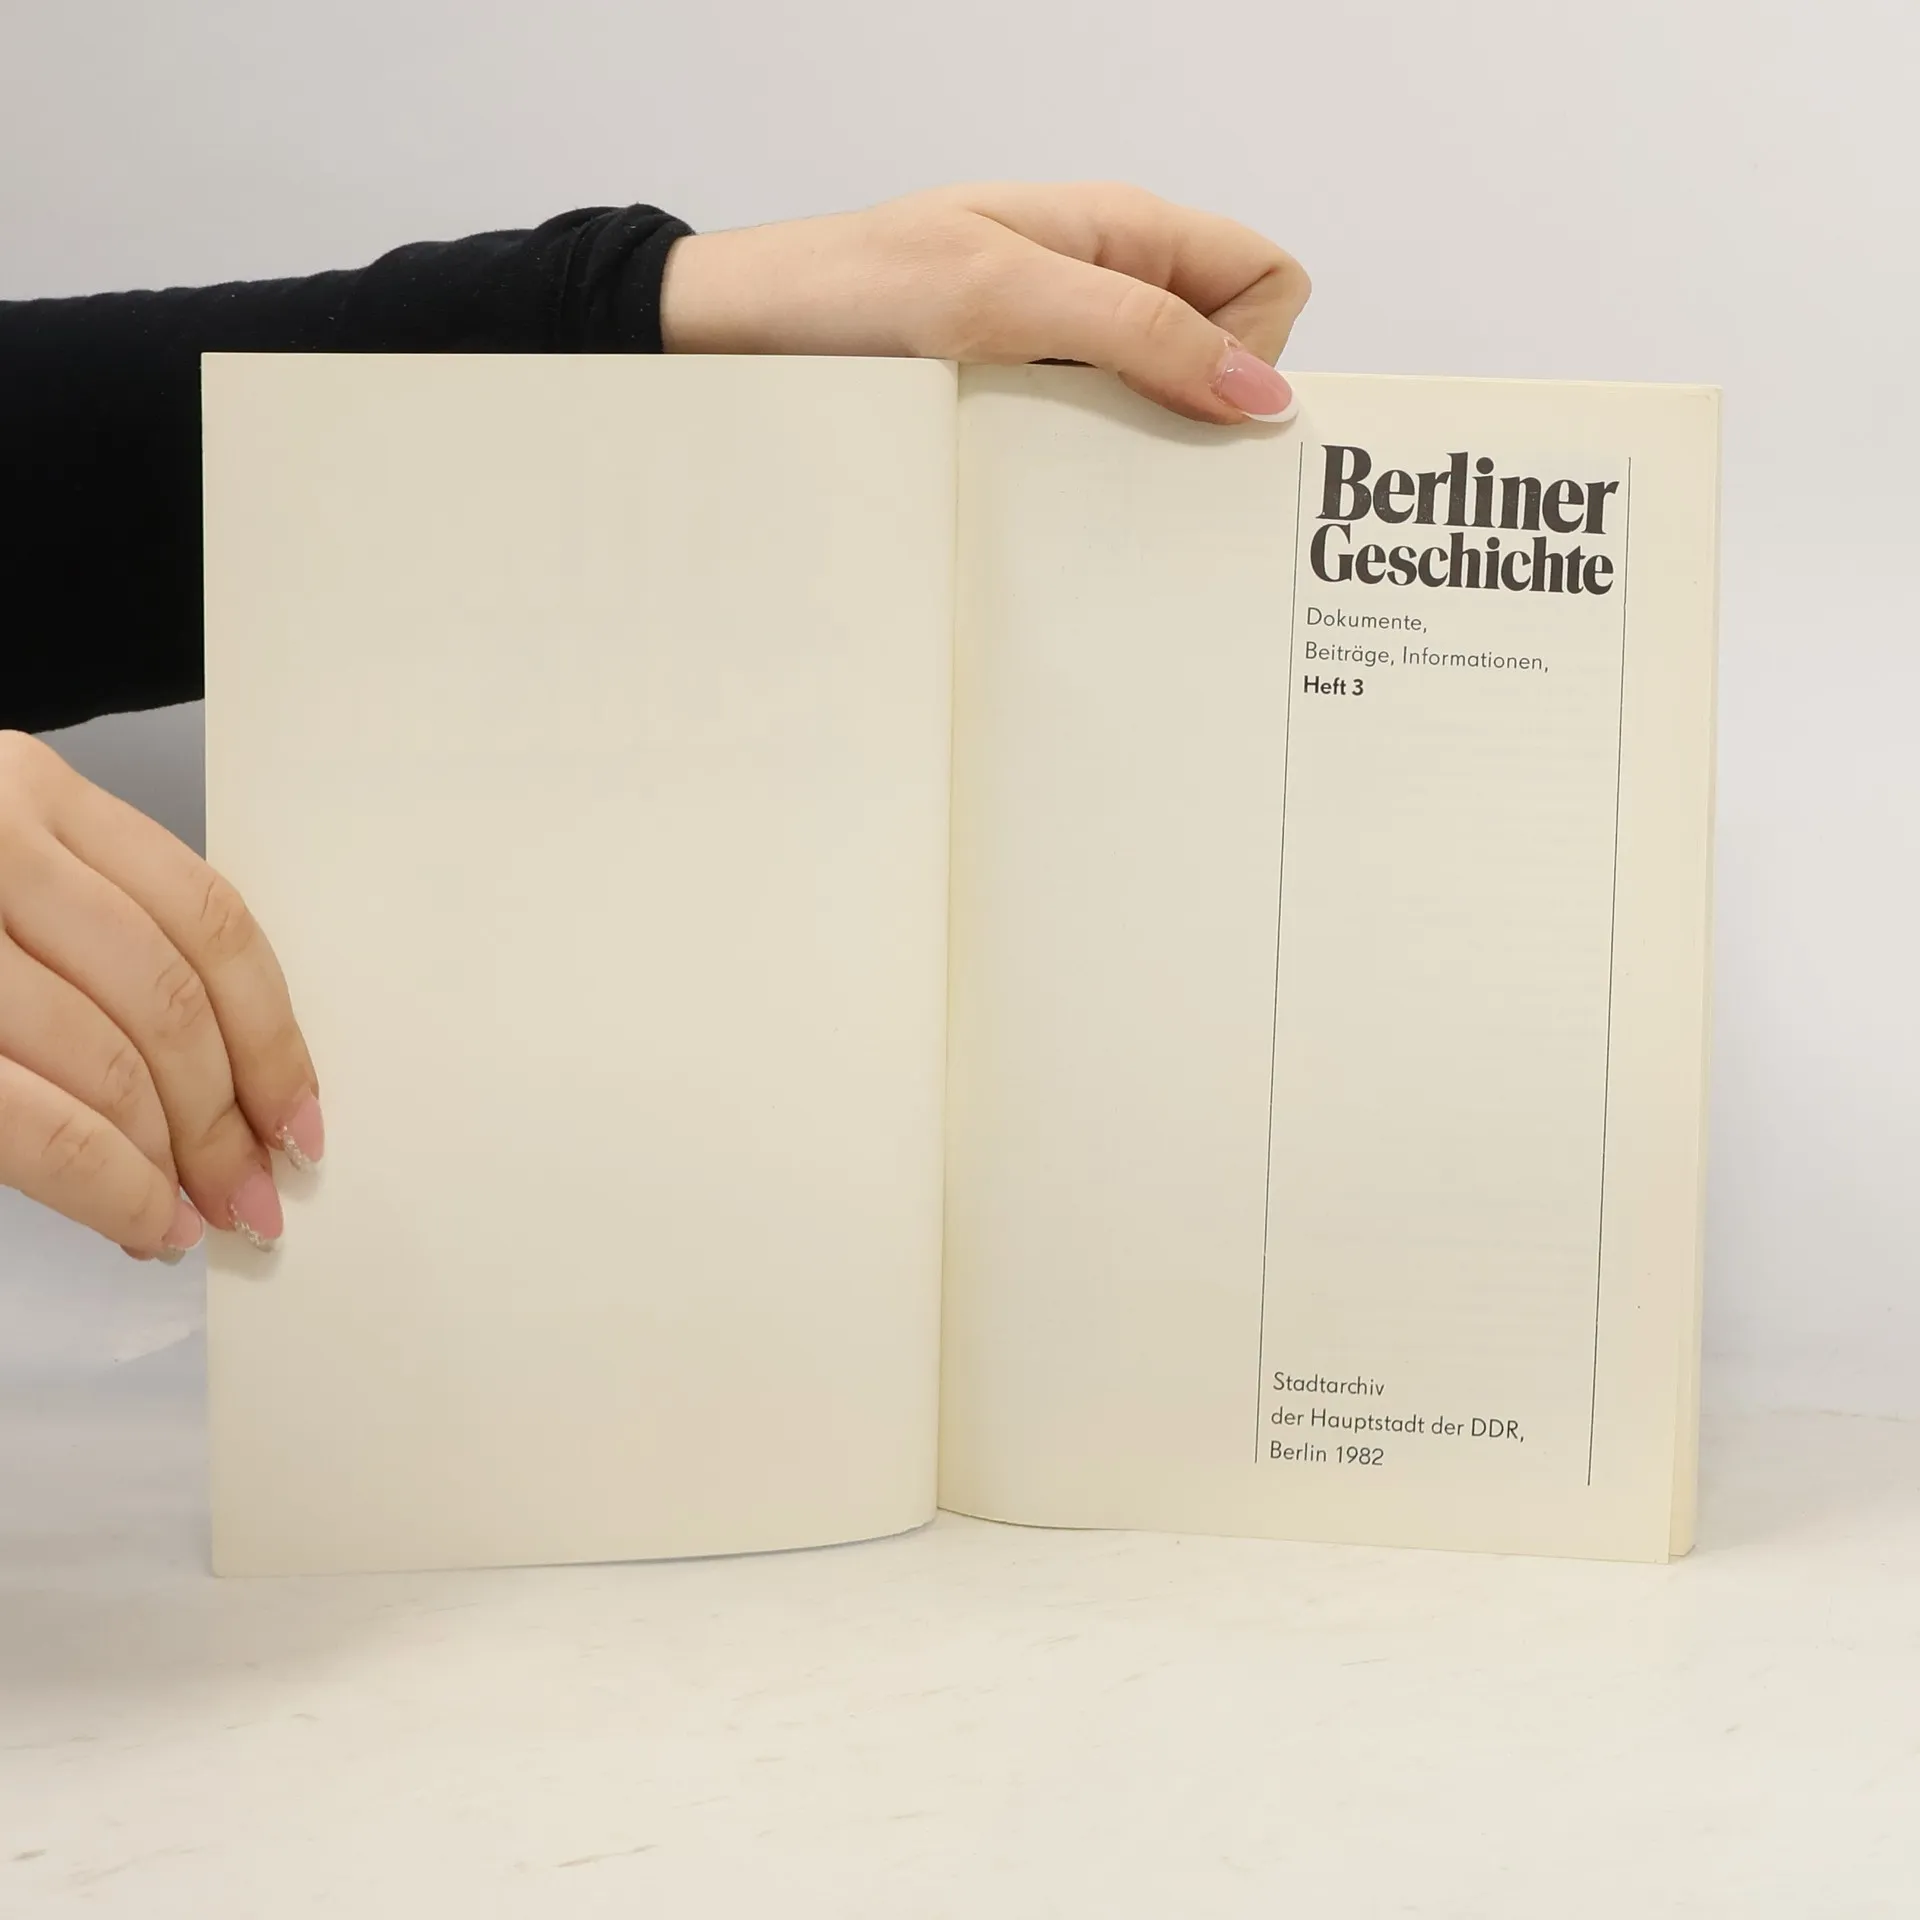 Berliner
Geschichte
Dokumente,
Beiträge, Informationen,
Heft 3
Stadtarchiv
der Hauptstadt der DDR,
Berlin 1982